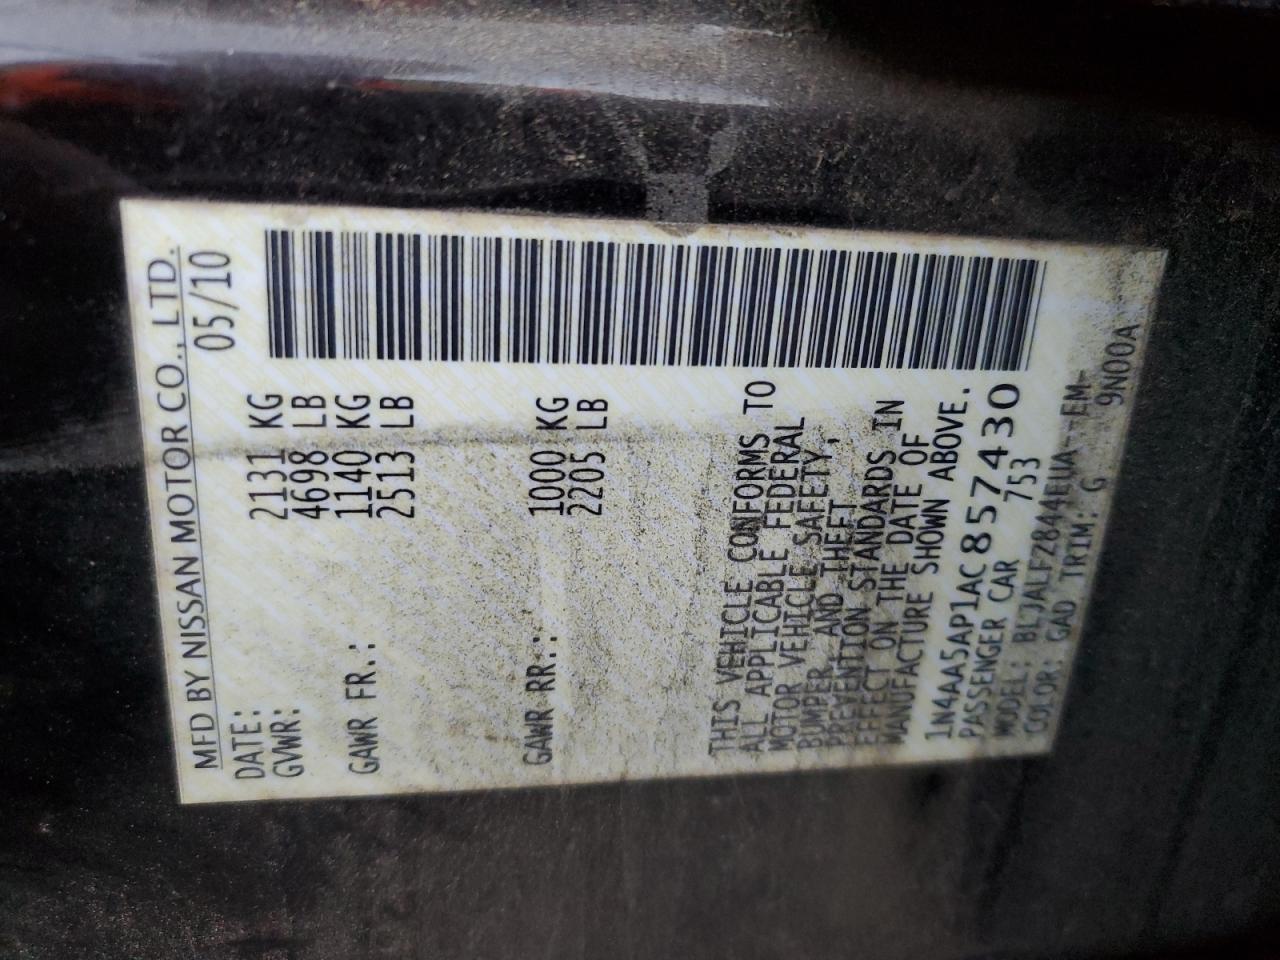 MFD BY NISSAN MOTOR CO., LTD.
DATE: 05/10
GVWR: 2131 KG
4698 LB
GAWR FR.: 1140 KG
2513 LB
GAWR RR.: 1000 KG
2205 LB
THIS VEHICLE CONFORMS TO
ALL APPLICABLE FEDERAL
MOTOR VEHICLE SAFETY,
BUMPER AND THEFT
PREVENTION STANDARDS IN
EFFECT ON THE DATE OF
MANUFACTURE SHOWN ABOVE.
1N4AA5AP1AC857430
PASSENGER CAR 753
MODEL: BLJALFZ844EUA--EM-
COLOR: GAD TRIM: G 9N00A